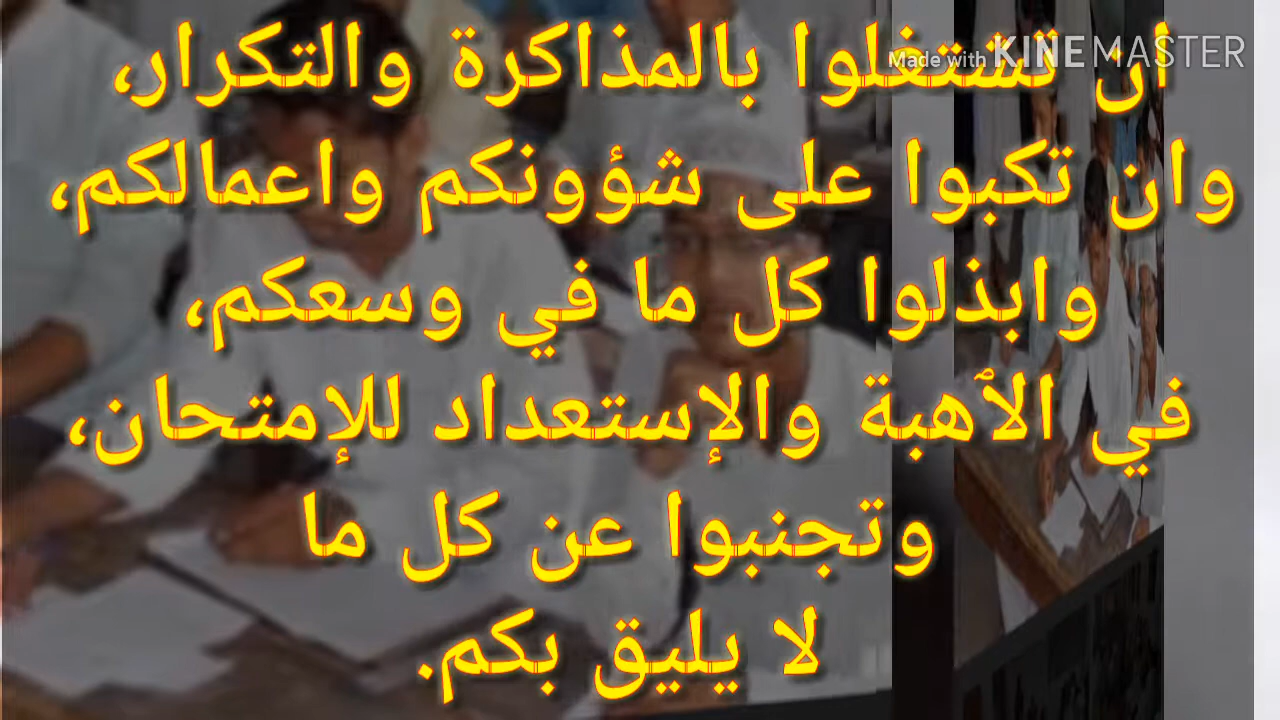 ان تشتغلوا بالمذاكرة والتكرار،
Made with KINEMASTER
وان تكبوا على شؤونكم واعمالكم،
وابذلوا كل ما في وسعكم،
في الأهبة والإستعداد للإمتحان،
وتجنبوا عن كل ما
لا يليق بكم.